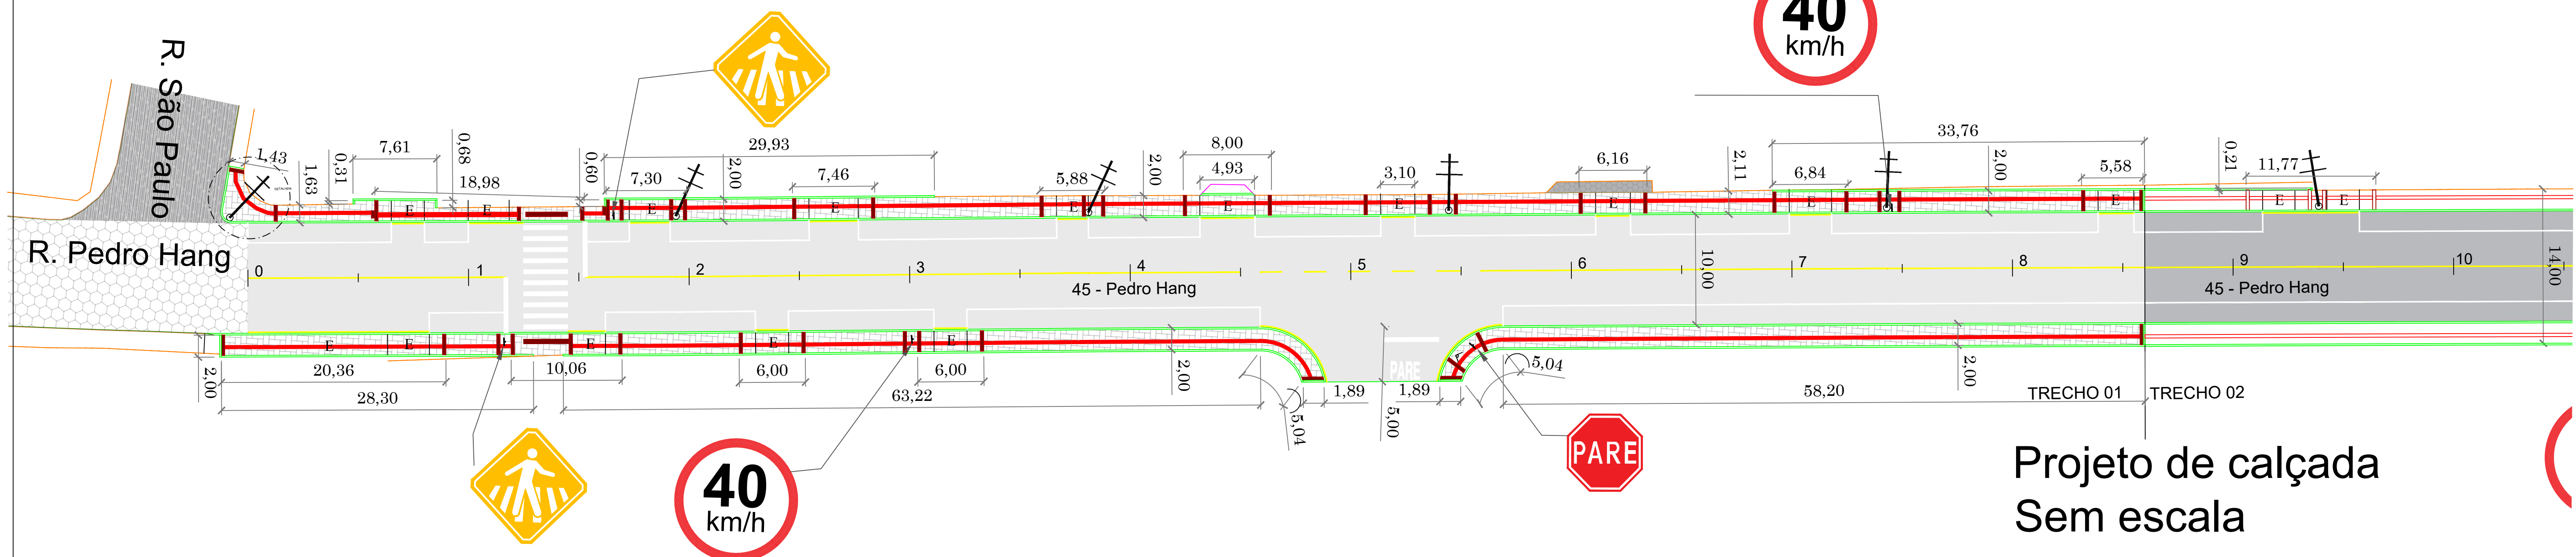 40
km/h
R. São Paulo
1,43
1,63
0,31
7,61
0,68
18,98
0,60
29,93
7,30
2,00
7,46
5,88
2,00
8,00
4,93
3,10
6,16
2,11
33,76
6,84
2,00
5,58
0,21
11,77
E
E
E
E
E
E
E
E
E
E
E
E
R. Pedro Hang
0
1
2
3
4
5
6
7
8
9
10
10,00
14,00
45 - Pedro Hang
45 - Pedro Hang
E
E
E
E
E
2,00
20,36
28,30
10,06
6,00
6,00
63,22
2,00
5,04
1,89
PARE
5,00
1,89
5,04
58,20
2,00
TRECHO 01
TRECHO 02
40
km/h
PARE
Projeto de calçada
Sem escala